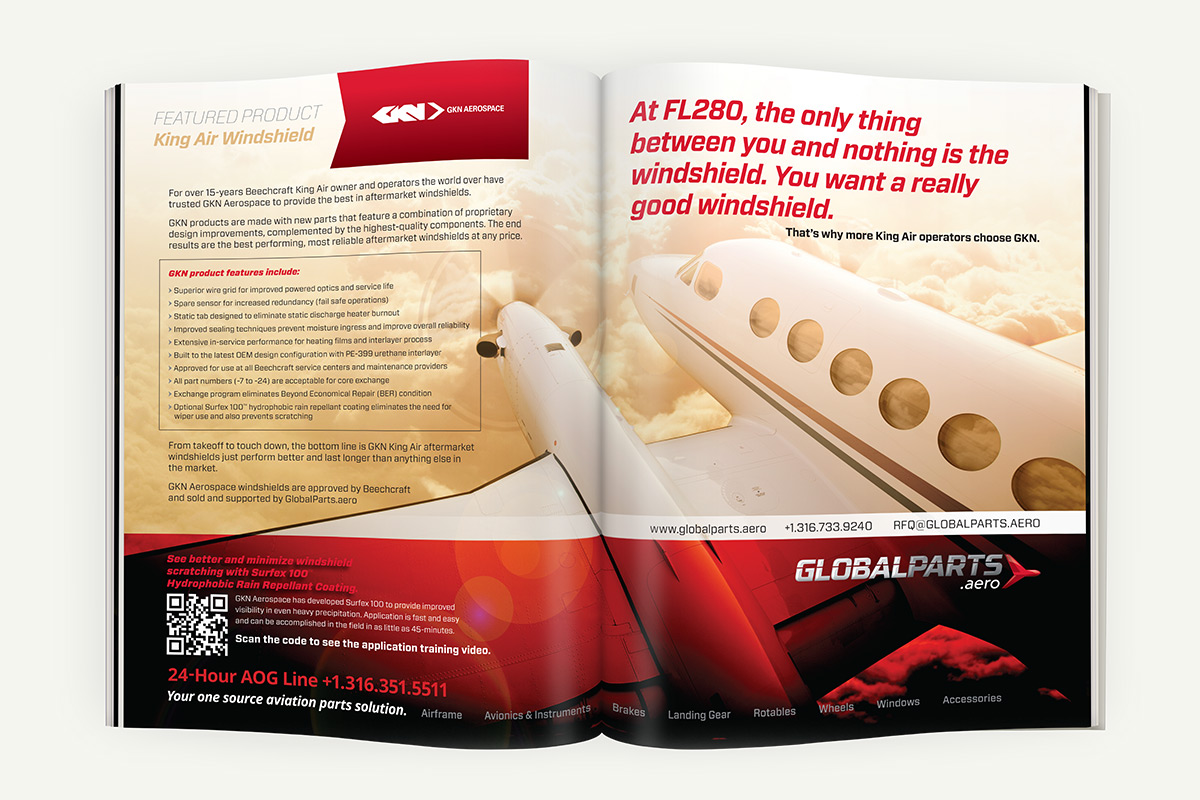 FEATURED PRODUCT
King Air Windshield
GKN
GKN AEROSPACE
For over 15-years Beechcraft King Air owner and operators the world over have
trusted GKN Aerospace to provide the best in aftermarket windshields.
GKN products are made with new parts that feature a combination of proprietary
design improvements, complemented by the highest-quality components. The end
results are the best performing, most reliable aftermarket windshields at any price.
GKN product features include:
› Superior wire grid for improved powered optics and service life
› Spare sensor for increased redundancy (fail safe operations)
› Static tab designed to eliminate static discharge heater burnout
› Improved sealing techniques prevent moisture ingress and improve overall reliability
› Extensive in-service performance for heating films and interlayer process
› Built to the latest OEM design configuration with PE-399 urethane interlayer
› Approved for use at all Beechcraft service centers and maintenance providers
› All part numbers (-7 to -24) are acceptable for core exchange
› Exchange program eliminates Beyond Economical Repair (BER) condition
› Optional Surfex 100™ hydrophobic rain repellant coating eliminates the need for
wiper use and also prevents scratching
From takeoff to touch down, the bottom line is GKN King Air aftermarket
windshields just perform better and last longer than anything else in
the market.
GKN Aerospace windshields are approved by Beechcraft
and sold and supported by GlobalParts.aero
See better and minimize windshield
scratching with Surfex 100™
Hydrophobic Rain Repellant Coating.
GKN Aerospace has developed Surfex 100 to provide improved
visibility in even heavy precipitation. Application is fast and easy
and can be accomplished in the field in as little as 45-minutes.
Scan the code to see the application training video.
24-Hour AOG Line +1.316.351.5511
Your one source aviation parts solution.
At FL280, the only thing
between you and nothing is the
windshield. You want a really
good windshield.
That's why more King Air operators choose GKN.
www.globalparts.aero +1.316.733.9240 RFQ@GLOBALPARTS.AERO
GLOBALPARTS
.aero
Airframe Avionics & Instruments Brakes Landing Gear Rotables Wheels Windows Accessories